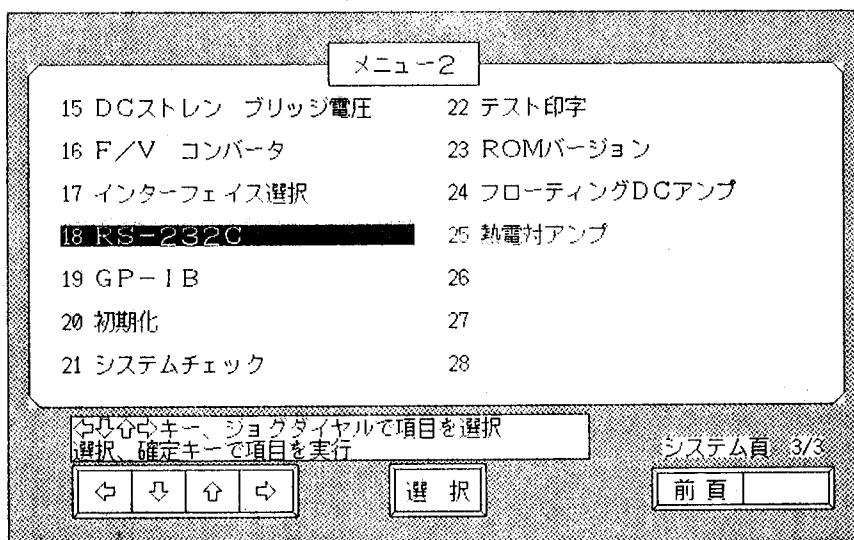 メニュー2
15 DCストレン ブリッジ電圧
16 F/V コンバータ
17 インターフェイス選択
18 RS-232C
19 GP-IB
20 初期化
21 システムチェック
22 テスト印字
23 ROMバージョン
24 フローティングDCアンプ
25 熱電対アンプ
26
27
28
⇦⇩⇧⇨キー、ジョグダイヤルで項目を選択
選択、確定キーで項目を実行
システム頁 3/3
⇦ ⇩ ⇧ ⇨
選 択
前 頁